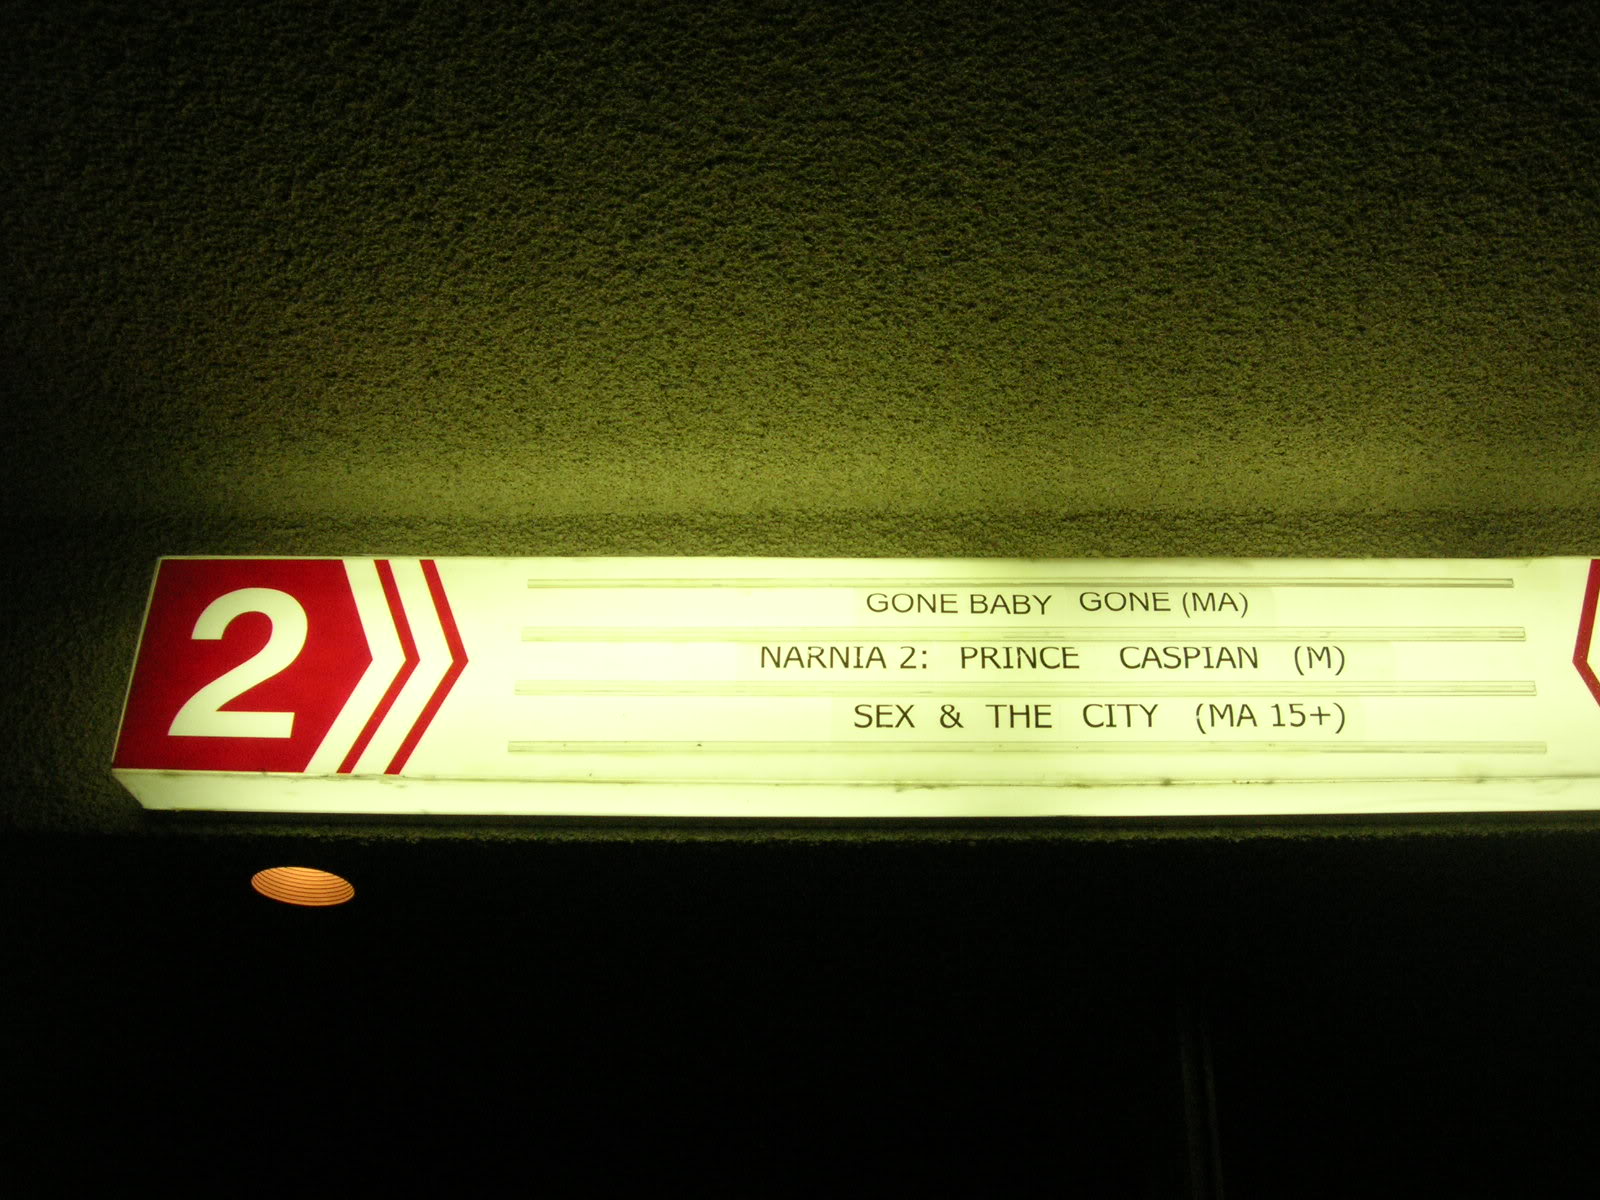 2
GONE BABY GONE (MA)
NARNIA 2: PRINCE CASPIAN (M)
SEX & THE CITY (MA 15+)